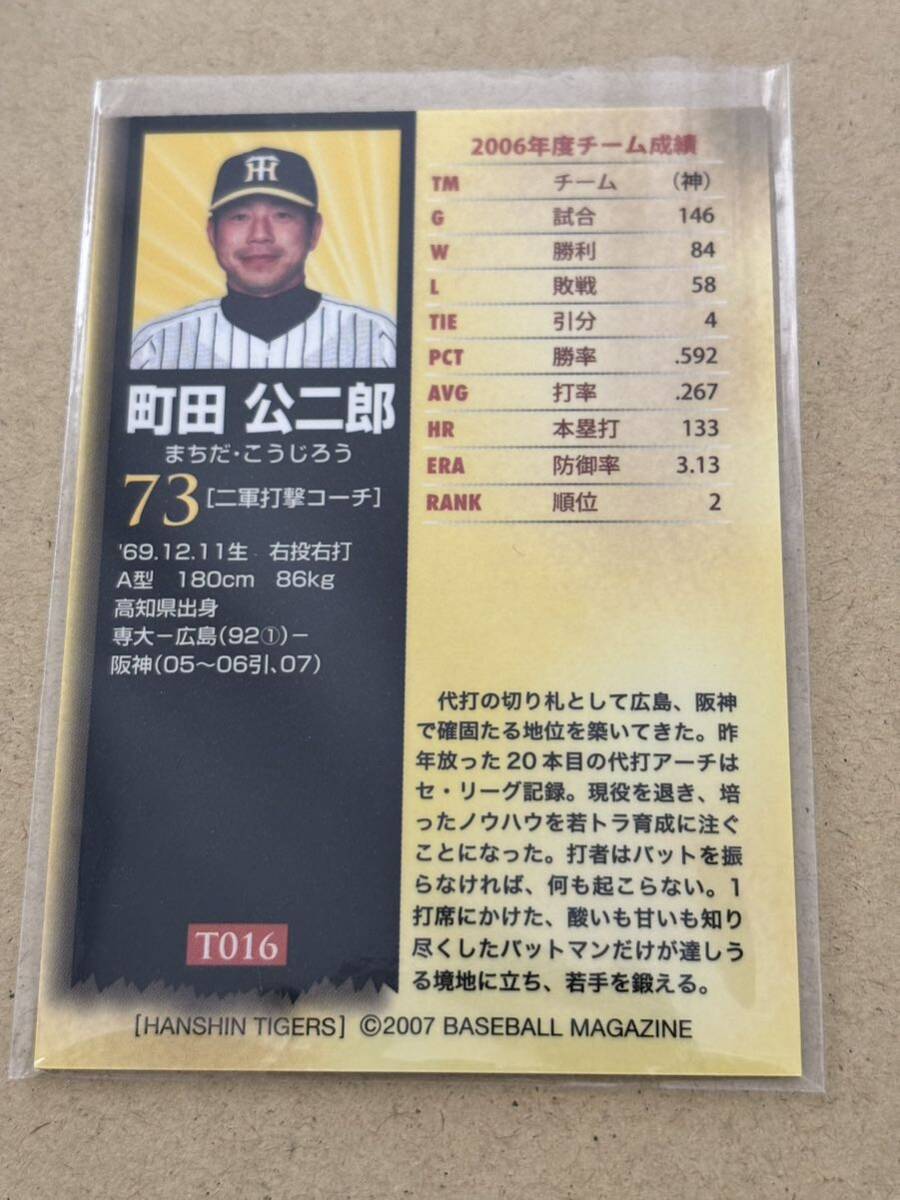 町田 公二郎
まちだ・こうじろう
73 [二軍打撃コーチ]
'69.12.11生 右投右打
A型 180cm 86kg
高知県出身
専大－広島(92①)－
阪神(05〜06引、07)
T016
2006年度チーム成績
TM チーム (神)
G 試合 146
W 勝利 84
L 敗戦 58
TIE 引分 4
PCT 勝率 .592
AVG 打率 .267
HR 本塁打 133
ERA 防御率 3.13
RANK 順位 2
代打の切り札として広島、阪神
で確固たる地位を築いてきた。昨
年放った20本目の代打アーチは
セ・リーグ記録。現役を退き、培
ったノウハウを若トラ育成に注ぐ
ことになった。打者はバットを振
らなければ、何も起こらない。1
打席にかけた、酸いも甘いも知り
尽くしたバットマンだけが達しう
る境地に立ち、若手を鍛える。
[HANSHIN TIGERS] ©2007 BASEBALL MAGAZINE